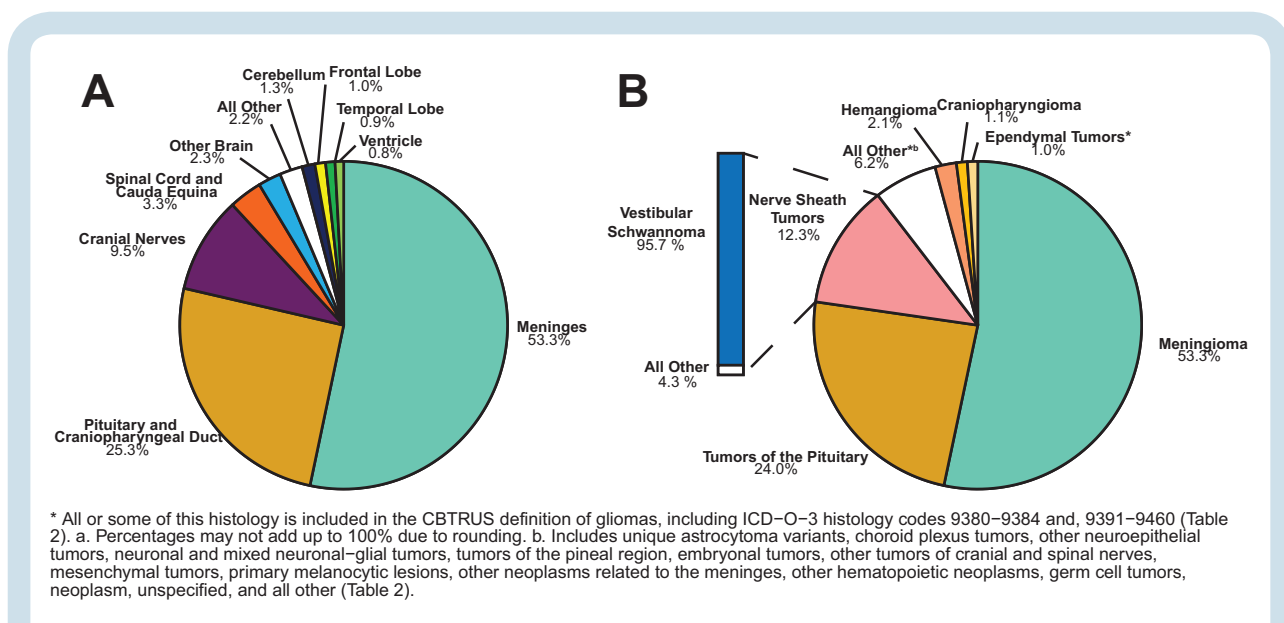 A
Cerebellum
1.3%
Frontal Lobe
1.0%
All Other
2.2%
Temporal Lobe
0.9%
Other Brain
2.3%
Ventricle
0.8%
Spinal Cord and
Cauda Equina
3.3%
Cranial Nerves
9.5%
Meninges
53.3%
Pituitary and
Craniopharyngeal Duct
25.3%
B
Hemangioma
2.1%
Craniopharyngioma
1.1%
All Other*ᵇ
6.2%
Ependymal Tumors*
1.0%
Nerve Sheath
Tumors
12.3%
Vestibular
Schwannoma
95.7 %
All Other
4.3 %
Meningioma
53.3%
Tumors of the Pituitary
24.0%
* All or some of this histology is included in the CBTRUS definition of gliomas, including ICD−O−3 histology codes 9380−9384 and, 9391−9460 (Table
2). a. Percentages may not add up to 100% due to rounding. b. Includes unique astrocytoma variants, choroid plexus tumors, other neuroepithelial
tumors, neuronal and mixed neuronal−glial tumors, tumors of the pineal region, embryonal tumors, other tumors of cranial and spinal nerves,
mesenchymal tumors, primary melanocytic lesions, other neoplasms related to the meninges, other hematopoietic neoplasms, germ cell tumors,
neoplasm, unspecified, and all other (Table 2).